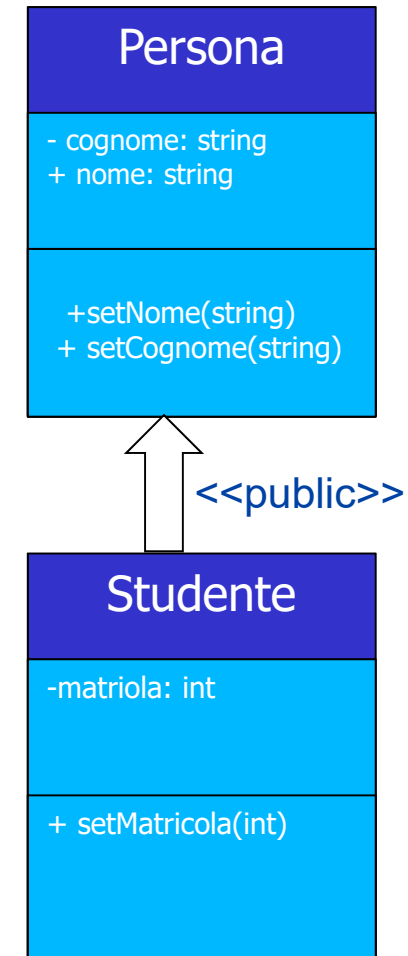 Persona
- cognome: string
+ nome: string
+setNome(string)
+ setCognome(string)
<<public>>
Studente
-matriola: int
+ setMatricola(int)